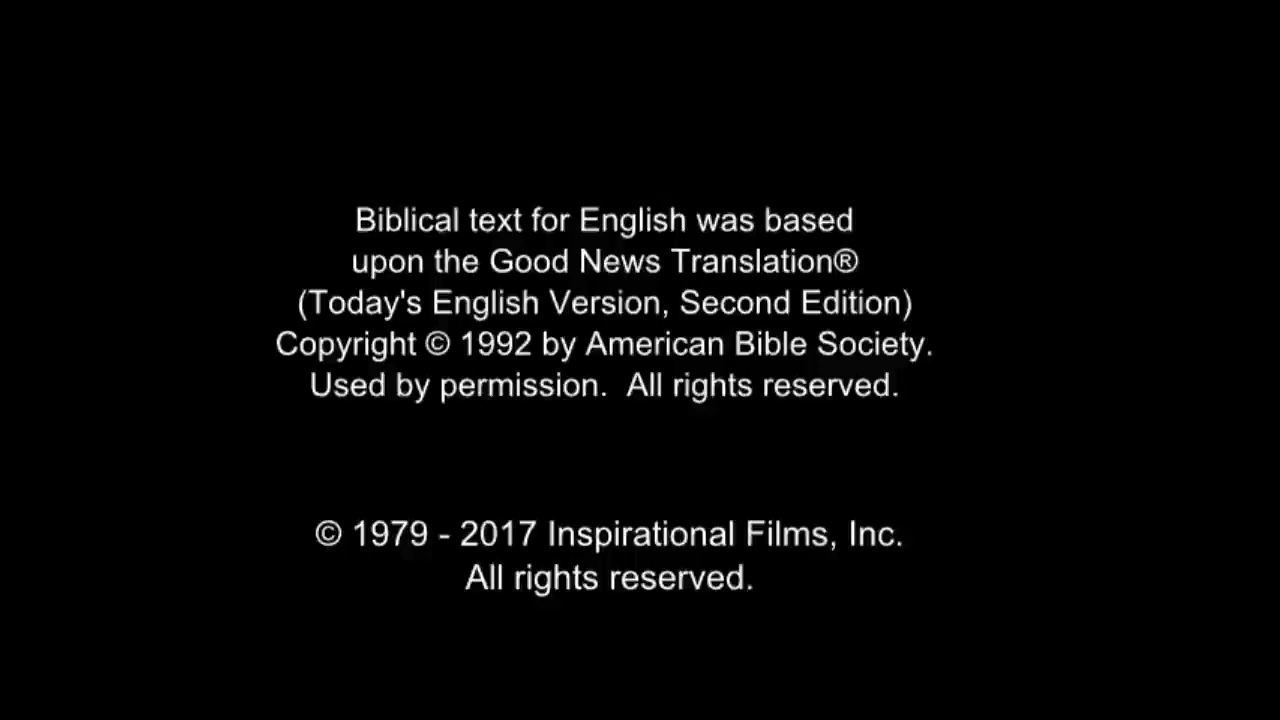 Biblical text for English was based
upon the Good News Translation®
(Today's English Version, Second Edition)
Copyright © 1992 by American Bible Society.
Used by permission.  All rights reserved.
© 1979 - 2017 Inspirational Films, Inc.
All rights reserved.